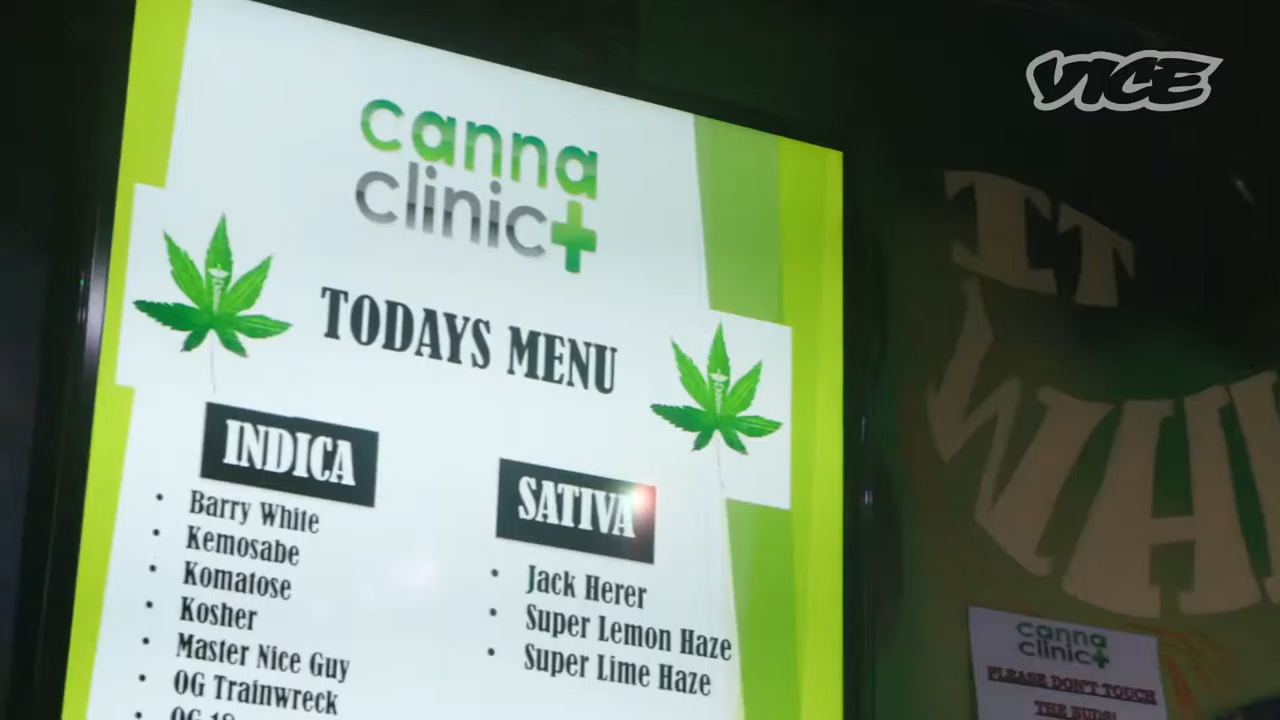 VICE
canna
clinic
TODAYS MENU
INDICA
• Barry White
• Kemosabe
• Komatose
• Kosher
• Master Nice Guy
• OG Trainwreck
SATIVA
• Jack Herer
• Super Lemon Haze
• Super Lime Haze
IT
canna
clinic
PLEASE DON'T TOUCH
THE BUDS!